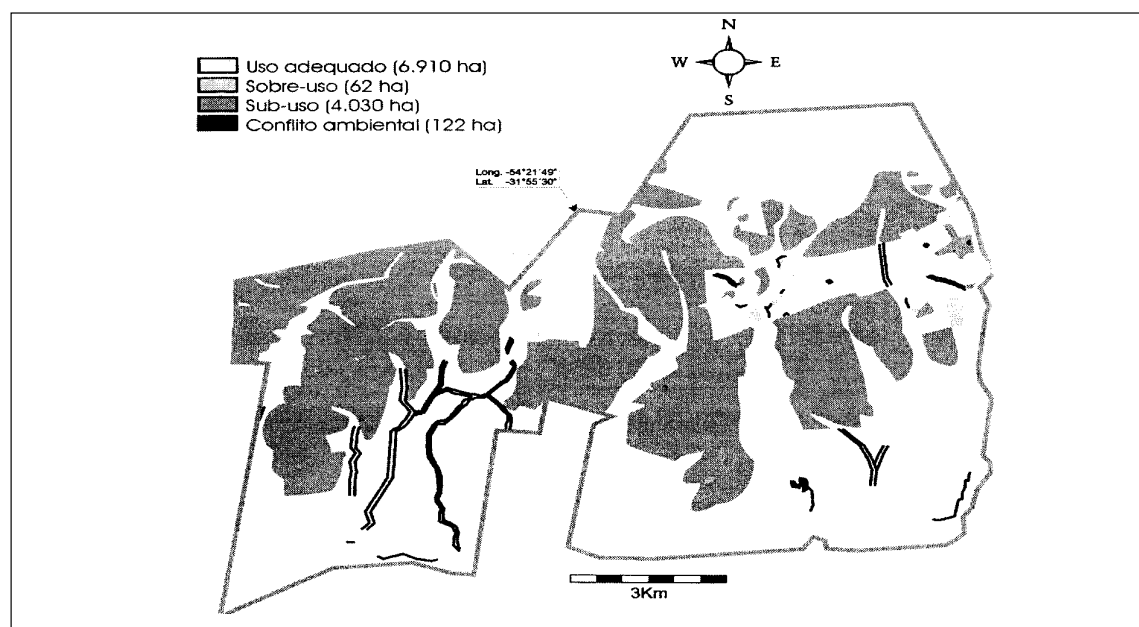 N
W E
S
Uso adequado (6.910 ha)
Sobre-uso (62 ha)
Sub-uso (4.030 ha)
Conflito ambiental (122 ha)
Long. -54°21´49"
Lat. -31°55´30"
3Km